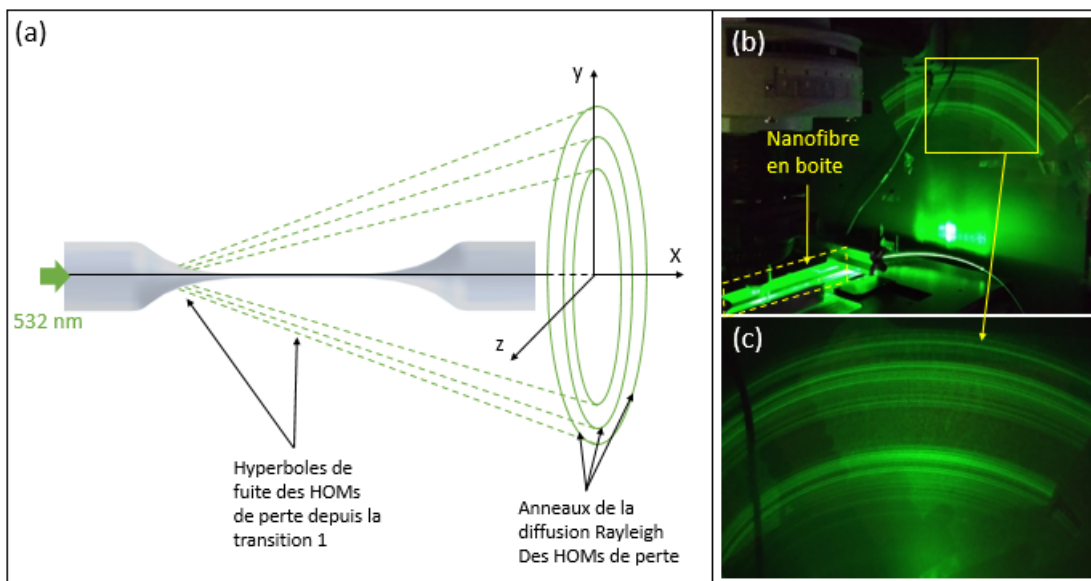 (a)
y
X
z
532 nm
Hyperboles de
fuite des HOMs
de perte depuis la
transition 1
Anneaux de la
diffusion Rayleigh
Des HOMs de perte
(b)
Nanofibre
en boite
(c)